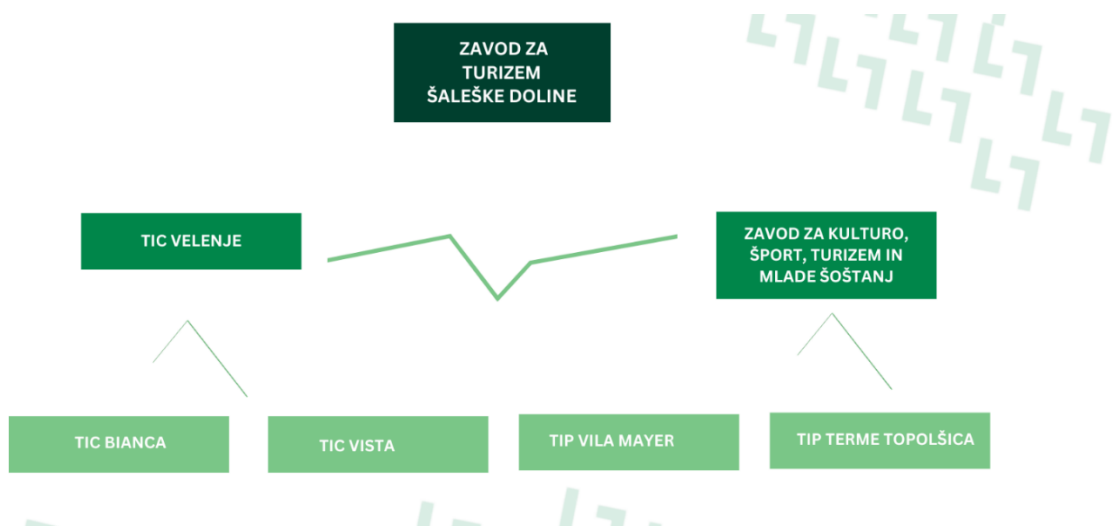 ZAVOD ZA
TURIZEM
ŠALEŠKE DOLINE
TIC VELENJE
ZAVOD ZA KULTURO,
ŠPORT, TURIZEM IN
MLADE ŠOŠTANJ
TIC BIANCA
TIC VISTA
TIP VILA MAYER
TIP TERME TOPOLŠICA